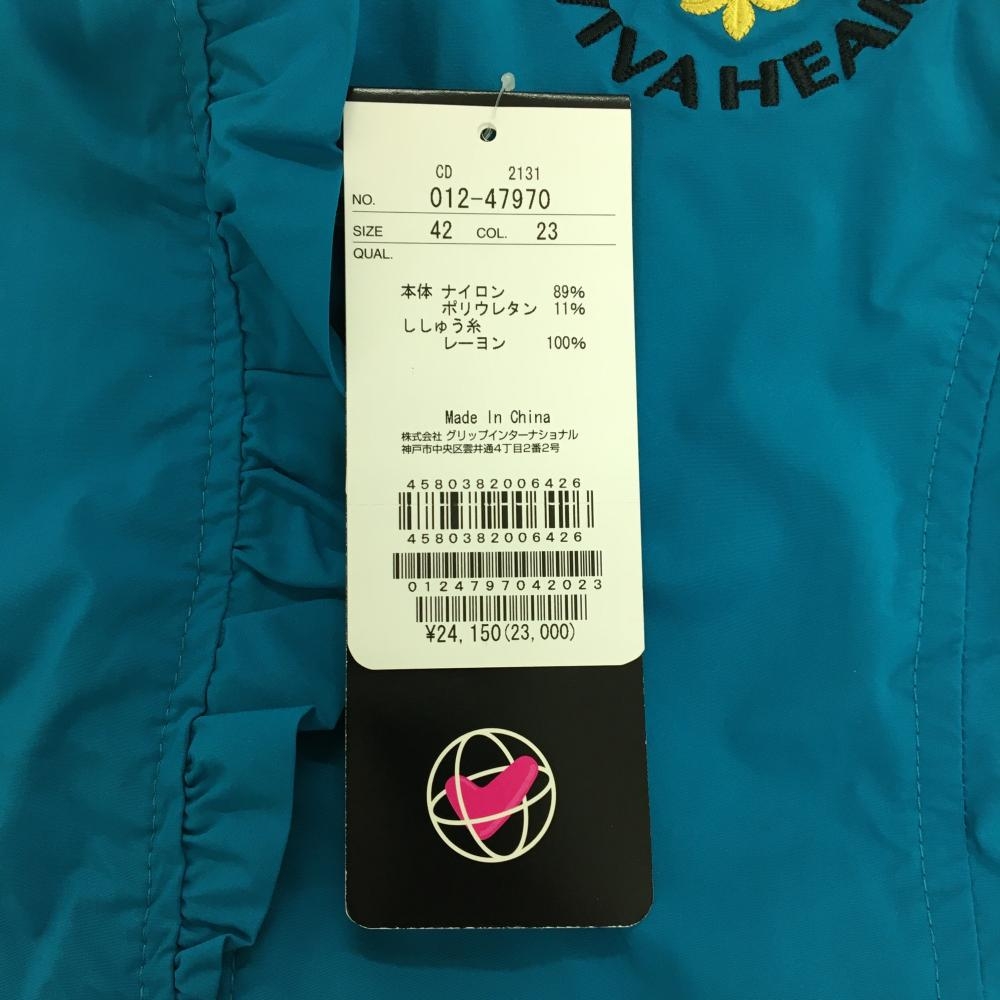 IVA HEAR
CD 2131
NO. 012-47970
SIZE 42 COL. 23
QUAL.
本体 ナイロン 89%
ポリウレタン 11%
ししゅう糸
レーヨン 100%
Made In China
株式会社 グリップインターナショナル
神戸市中央区雲井通4丁目2番2号
4580382006426
4580382006426
0124797042023
¥24,150(23,000)